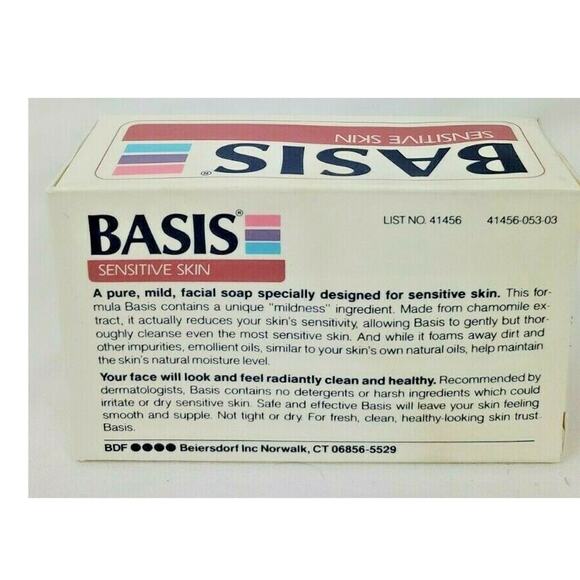 BASIS®
SENSITIVE SKIN
BASIS®
SENSITIVE SKIN
LIST NO. 41456 41456-053-03
A pure, mild, facial soap specially designed for sensitive skin. This for-
mula Basis contains a unique "mildness" ingredient. Made from chamomile ex-
tract, it actually reduces your skin's sensitivity, allowing Basis to gently but thor-
oughly cleanse even the most sensitive skin. And while it foams away dirt and
other impurities, emollient oils, similar to your skin's own natural oils, help maintain
the skin's natural moisture level.
Your face will look and feel radiantly clean and healthy. Recommended by
dermatologists, Basis contains no detergents or harsh ingredients which could
irritate or dry sensitive skin. Safe and effective Basis will leave your skin feeling
smooth and supple. Not tight or dry. For fresh, clean, healthy-looking skin trust
Basis.
BDF ●●●● Beiersdorf Inc Norwalk, CT 06856-5529